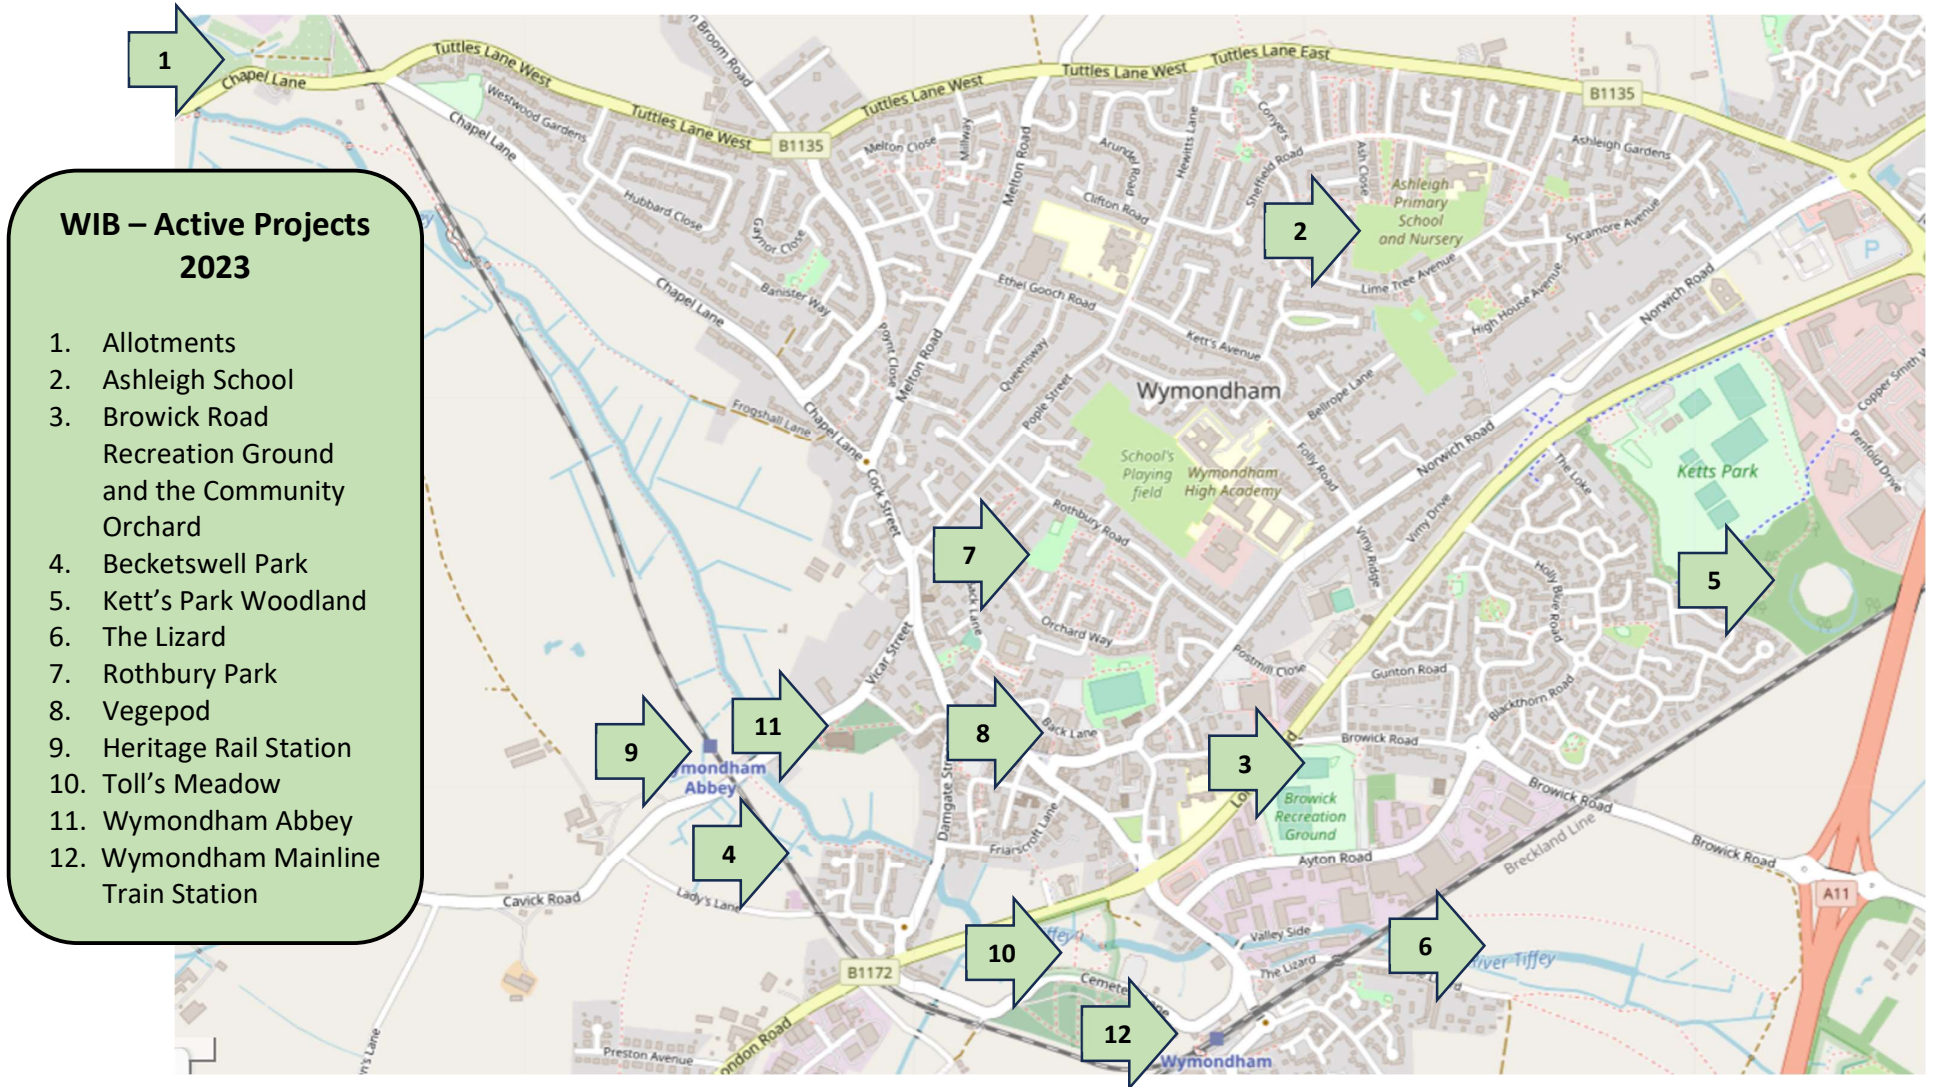 WIB – Active Projects
2023
1. Allotments
2. Ashleigh School
3. Browick Road
Recreation Ground
and the Community
Orchard
4. Becketswell Park
5. Kett’s Park Woodland
6. The Lizard
7. Rothbury Park
8. Vegepod
9. Heritage Rail Station
10. Toll’s Meadow
11. Wymondham Abbey
12. Wymondham Mainline
Train Station
1
Chapel Lane
Tuttles Lane West
Broom Road
Tuttles Lane West
Tuttles Lane West
Tuttles Lane East
B1135
Westwood Gardens
Tuttles Lane West
B1135
Chapel Lane
Melton Close
Millway
Melton Road
Arundel Road
Hewitts Lane
Conyers
Sheffield Road
Ash Close
Ashleigh Gardens
Hubbard Close
Gaynor Close
Clifton Road
2
Ashleigh
Primary
School
and Nursery
Sycamore Avenue
P
Chapel Lane
Banister Way
Ethel Gooch Road
Lime Tree Avenue
High House Avenue
Norwich Road
Poynt Close
Melton Road
Queensway
Kett's Avenue
Pople Street
Wymondham
Bellrope Lane
Copper Smith
Frogshall Lane
Chapel Lane
School's
Playing
field
Wymondham
High Academy
Folly Road
Norwich Road
The Loke
Ketts Park
Penfold Drive
Cock Street
Rothbury Road
Vimy Drive
Vimy Ridge
7
5
Holly Blue Road
Orchard Way
Vicar Street
Postmill Close
Gunton Road
Blackthorn Road
9
11
8
Back Lane
3
Browick Road
Abbey
Browick
Recreation
Ground
Browick Road
Breckland Line
Browick Road
4
Friarscroft Lane
Ayton Road
A11
Cavick Road
Lady's Lane
10
Valley Side
6
River Tiffey
B1172
The Lizard
12
Preston Avenue
Wymondham